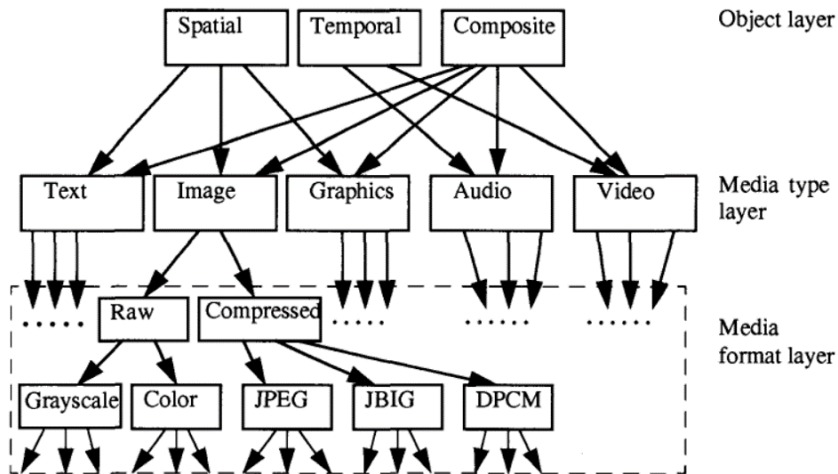 Spatial
Temporal
Composite
Object layer
Text
Image
Graphics
Audio
Video
Media type
layer
Raw
Compressed
Media
format layer
Grayscale
Color
JPEG
JBIG
DPCM